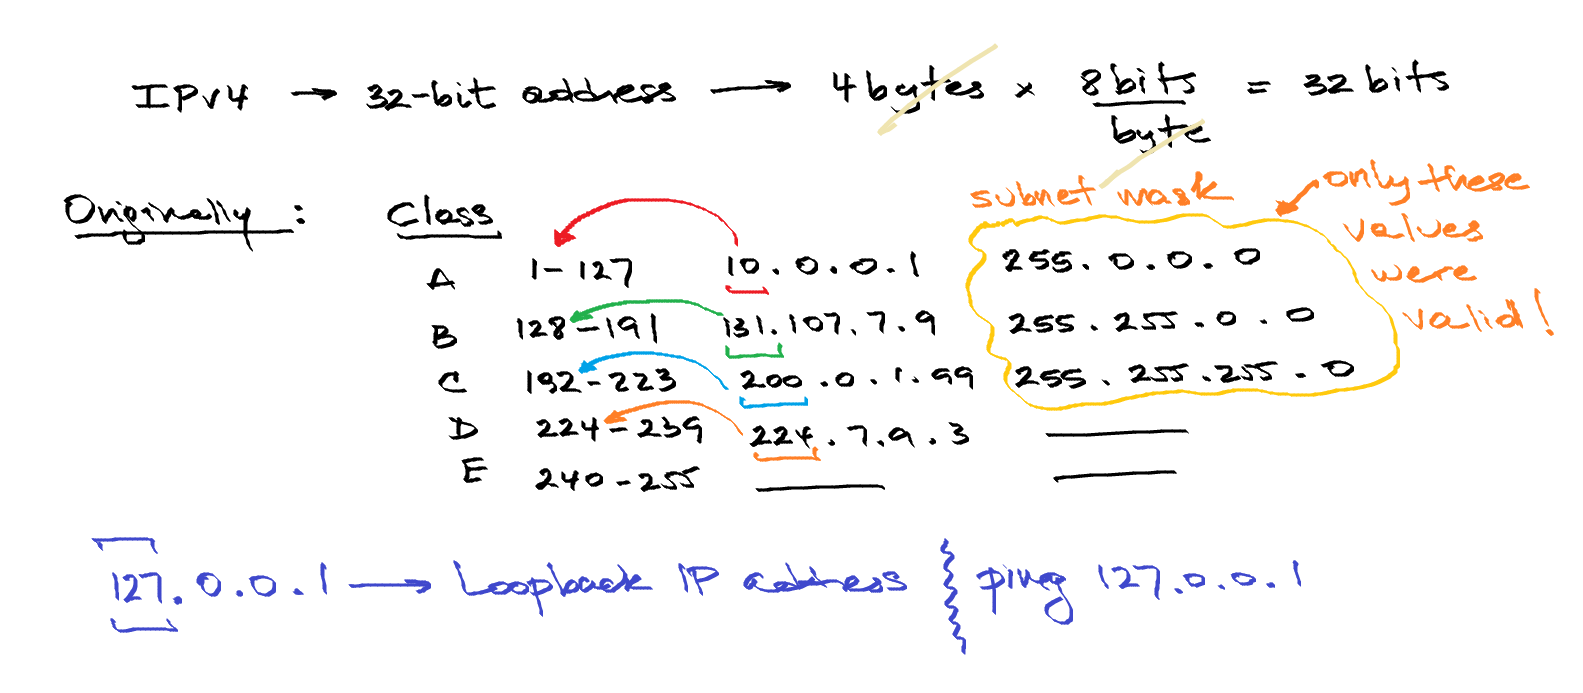 IPv4 → 32-bit address → 4 bytes × 8 bits / byte = 32 bits
Originally : Class subnet mask only these values were valid!
A 1-127 10.0.0.1 255.0.0.0
B 128-191 131.107.7.9 255.255.0.0
C 192-223 200.0.1.99 255.255.255.0
D 224-239 224.7.9.3 ———
E 240-255 ——— ———
127.0.0.1 → Loopback IP address ping 127.0.0.1